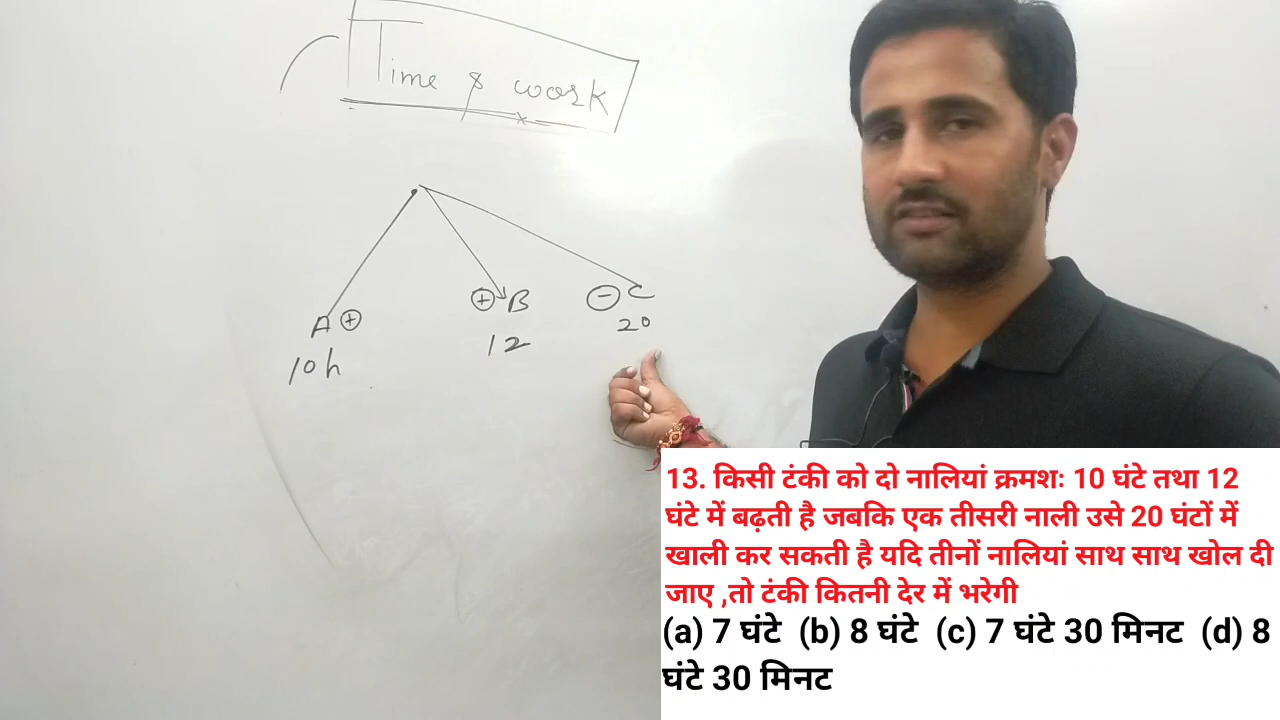 Time & work
A + + B - C
10h 12 20
13. किसी टंकी को दो नालियां क्रमशः 10 घंटे तथा 12
घंटे में बढ़ती है जबकि एक तीसरी नाली उसे 20 घंटों में
खाली कर सकती है यदि तीनों नालियां साथ साथ खोल दी
जाए ,तो टंकी कितनी देर में भरेगी
(a) 7 घंटे (b) 8 घंटे (c) 7 घंटे 30 मिनट (d) 8
घंटे 30 मिनट